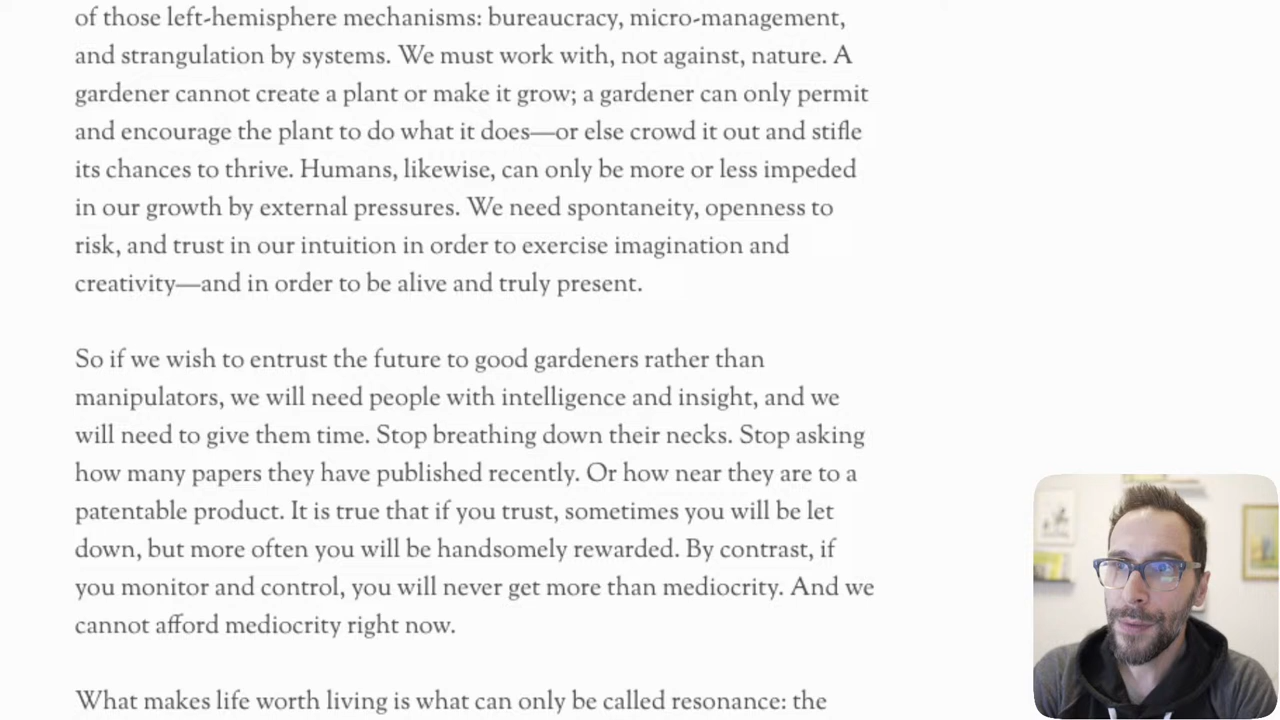 of those left-hemisphere mechanisms: bureaucracy, micro-management,
and strangulation by systems. We must work with, not against, nature. A
gardener cannot create a plant or make it grow; a gardener can only permit
and encourage the plant to do what it does—or else crowd it out and stifle
its chances to thrive. Humans, likewise, can only be more or less impeded
in our growth by external pressures. We need spontaneity, openness to
risk, and trust in our intuition in order to exercise imagination and
creativity—and in order to be alive and truly present.
So if we wish to entrust the future to good gardeners rather than
manipulators, we will need people with intelligence and insight, and we
will need to give them time. Stop breathing down their necks. Stop asking
how many papers they have published recently. Or how near they are to a
patentable product. It is true that if you trust, sometimes you will be let
down, but more often you will be handsomely rewarded. By contrast, if
you monitor and control, you will never get more than mediocrity. And we
cannot afford mediocrity right now.
What makes life worth living is what can only be called resonance: the